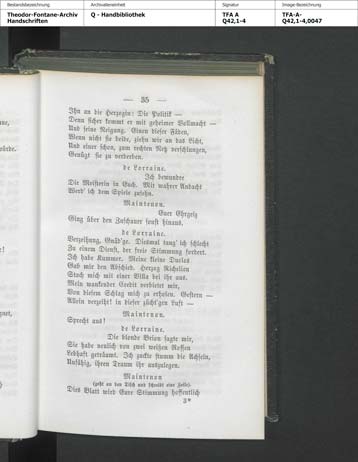 Bestandsbezeichnung
Archivalieneinheit
Signatur
Image-Bezeichnung
Theodor-Fontane-Archiv
Handschriften
Q - Handbibliothek
TFA A
Q42,1-4
TFA-A-
Q42,1-4,0047
— 35 —
Ihn an die Herzogin: Die Politik —
Denn sicher kommt er mit geheimer Vollmacht —
Und seine Neigung. Einen dieser Fäden,
Wenn nicht sie beide, ziehn wir an das Licht,
Und einer schon, zum rechten Netz verschlungen,
Genügt sie zu verderben.
de Lorraine.
Ich bewundre
Die Meisterin in Euch. Mit wahrer Andacht
Werd' ich dem Spiele zusehn.
Maintenon.
Euer Ehrgeiz
Ging über den Zuschauer sonst hinaus.
de Lorraine.
Verzeihung, Gnäd'ge. Diesmal taug' ich schlecht
Zu einem Dienst, der freie Stimmung fordert.
Ich habe Kummer. Meine kleine Duclos
Gab mir den Abschied. Herzog Richelieu
Stach mich mit einer Villa bei ihr aus.
Mein wankender Credit verbietet mir,
Von diesem Schlag mich zu erholen. Gestern —
Allein verzeiht! in dieser zücht'gen Luft —
Maintenon.
Sprecht aus!
de Lorraine.
Die blonde Brion sagte mir,
Sie habe neulich von zwei weißen Rossen
Lebhaft geträumt. Ich zuckte stumm die Achseln,
Unfähig, ihren Traum ihr auszulegen.
Maintenon
(geht an den Tisch und schreibt eine Zeile).
Dies Blatt wird Eure Stimmung hoffentlich
3*